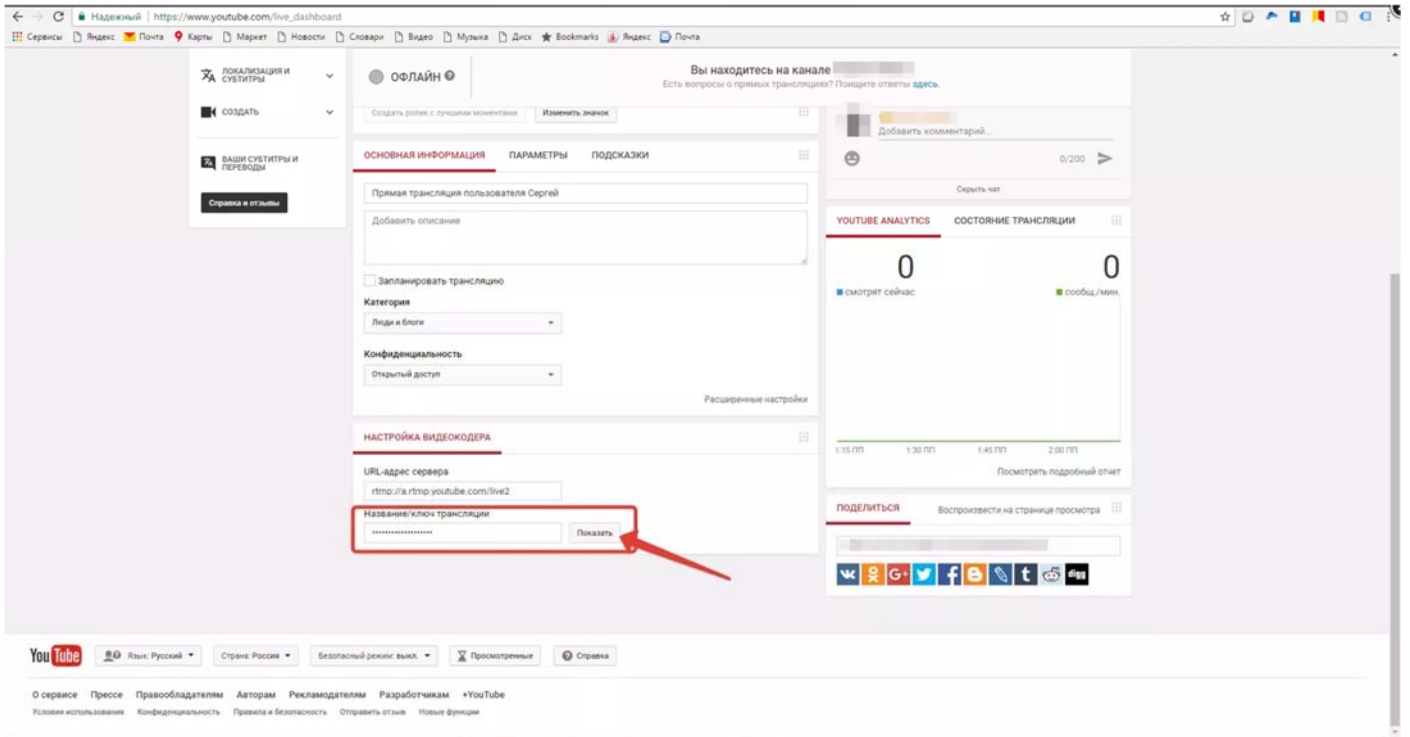 Надежный | https://www.youtube.com/live_dashboard
Сервисы Яндекс Почта Карты Маркет Новости Словари Видео Музыка Диск Bookmarks Яндекс Почта
ЛОКАЛИЗАЦИЯ И
СУБТИТРЫ
СОЗДАТЬ
ВАШИ СУБТИТРЫ И
ПЕРЕВОДЫ
Справка и отзывы
ОФЛАЙН
Вы находитесь на канале
Есть вопросы о прямых трансляциях? Поищите ответы здесь.
Создать ролик с лучшими моментами Изменить значок
ОСНОВНАЯ ИНФОРМАЦИЯ ПАРАМЕТРЫ ПОДСКАЗКИ
Прямая трансляция пользователя Сергей
Добавить описание
Запланировать трансляцию
Категория
Люди и блоги
Конфиденциальность
Открытый доступ
Расширенные настройки
НАСТРОЙКА ВИДЕОКОДЕРА
URL-адрес сервера
rtmp://a.rtmp.youtube.com/live2
Название/ключ трансляции
Показать
Добавить комментарий...
0/200
Скрыть чат
YOUTUBE ANALYTICS СОСТОЯНИЕ ТРАНСЛЯЦИИ
0 0
смотрят сейчас сообщ./мин.
1:15 ПП 1:30 ПП 1:45 ПП 2:00 ПП
Посмотреть подробный отчет
ПОДЕЛИТЬСЯ Воспроизвести на странице просмотра
G+ t digg
YouTube Язык: Русский Страна: Россия Безопасный режим: выкл. Просмотренные Справка
О сервисе Прессе Правообладателям Авторам Рекламодателям Разработчикам +YouTube
Условия использования Конфиденциальность Правила и безопасность Отправить отзыв Новые функции